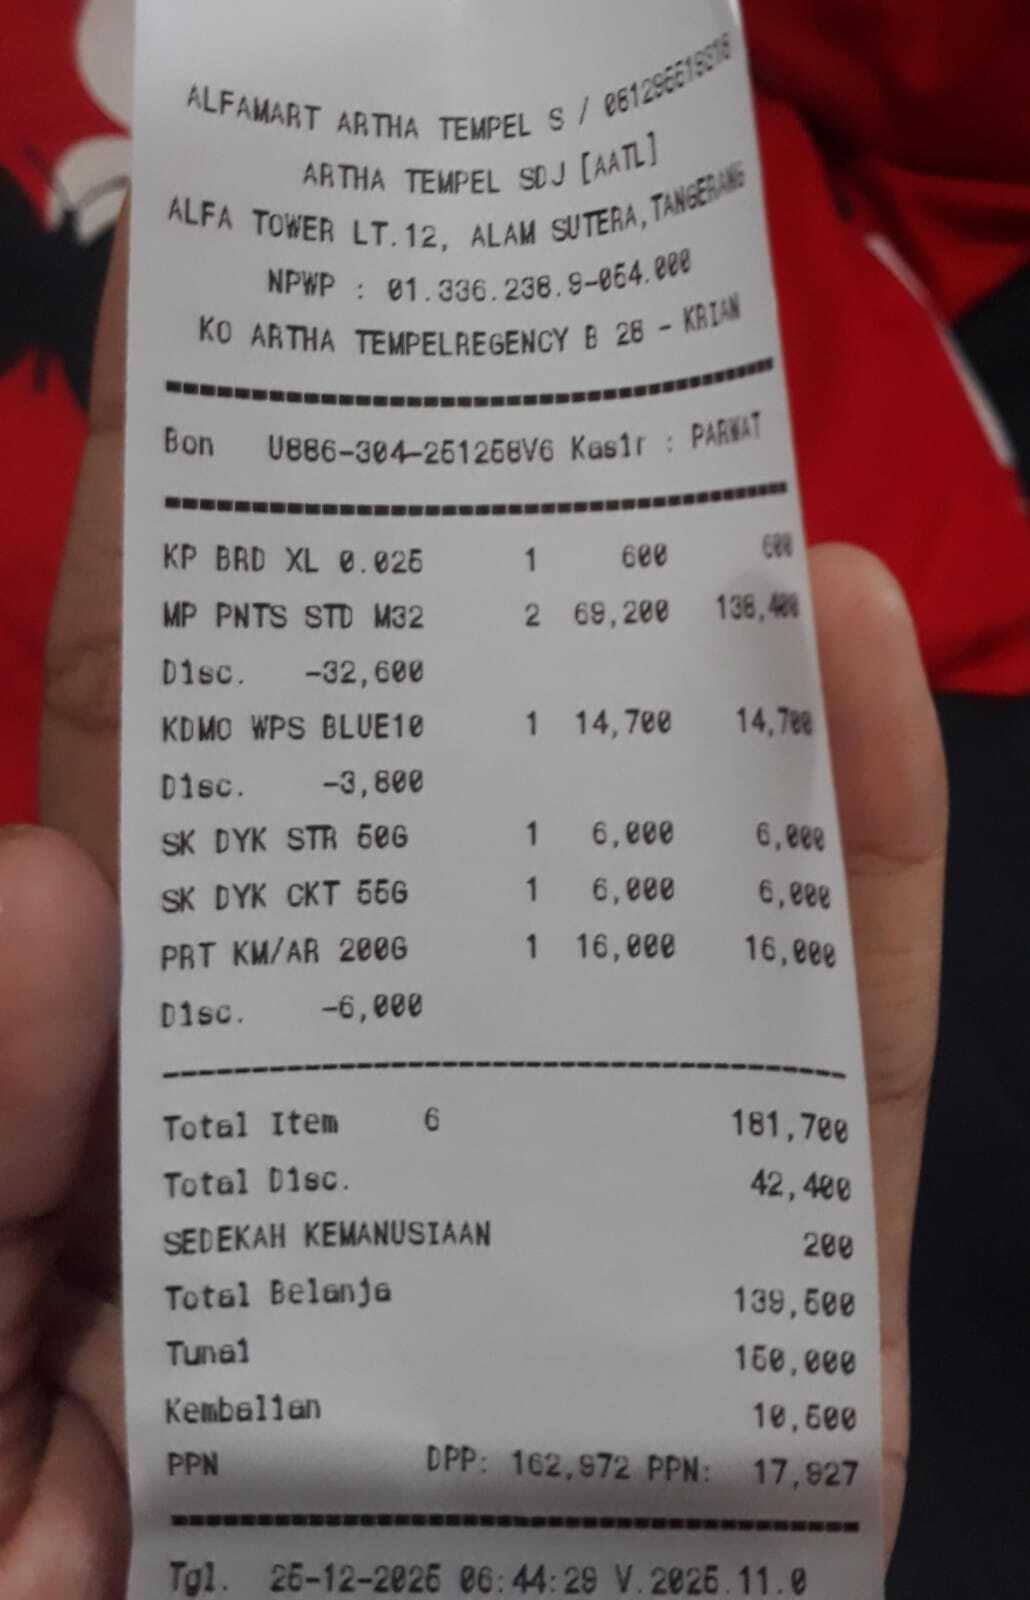 ALFAMART ARTHA TEMPEL S /
ARTHA TEMPEL SDJ [AATL]
ALFA TOWER LT.12, ALAM SUTERA, TANGERANG
NPWP : 01.336.238.9-054.000
KO ARTHA TEMPELREGENCY B 28 - KRIAN
Bon Kasir :
KP BRD XL 0.025 1 600 600
MP PNTS STD M32 2 69,200 138,400
Disc. -32,600
KDMO WPS BLUE10 1 14,700 14,700
Disc. -3,800
SK DYK STR 50G 1 6,000 6,000
SK DYK CKT 55G 1 6,000 6,000
PRT KM/AR 200G 1 16,000 16,000
Disc. -6,000
Total Item 6 181,700
Total Disc. 42,400
SEDEKAH KEMANUSIAAN 200
Total Belanja 139,500
Tunai 150,000
Kembalian 10,500
PPN DPP: 162,972 PPN: 17,927
Tgl. 25-12-2025 06:44:29 V.2025.11.0